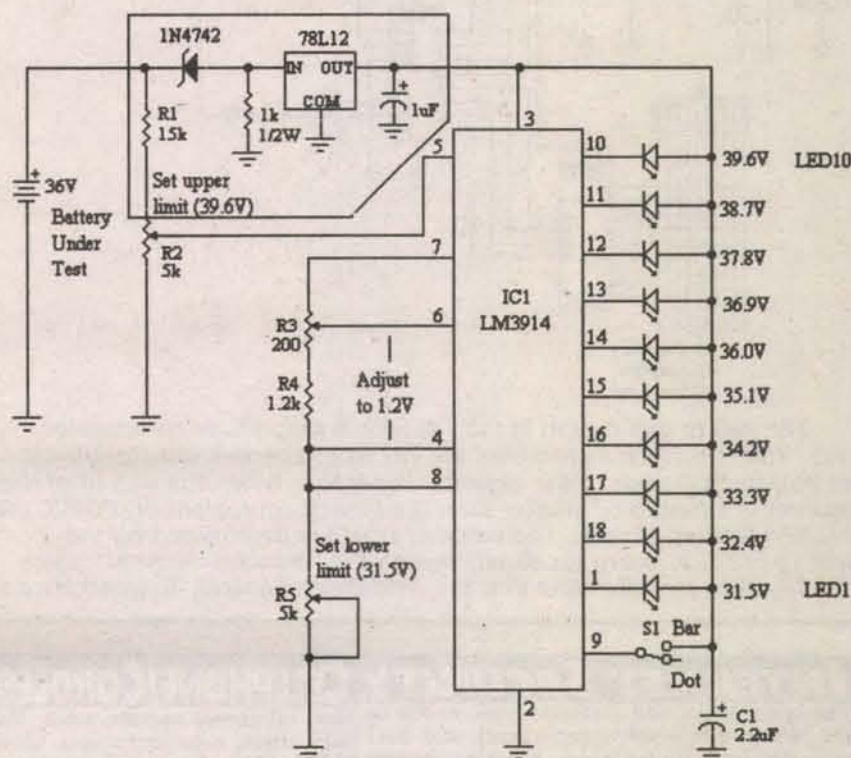 1N4742
78L12
IN OUT
COM
1uF
1k
1/2W
R1
15k
Set upper
limit (39.6V)
36V
Battery
Under
Test
R2
5k
3
5
7
6
4
8
R3
200
R4
1.2k
Adjust
to 1.2V
Set lower
limit (31.5V)
R5
5k
IC1
LM3914
10 39.6V LED10
11 38.7V
12 37.8V
13 36.9V
14 36.0V
15 35.1V
16 34.2V
17 33.3V
18 32.4V
1 31.5V LED1
9
S1 Bar
Dot
2
C1
2.2uF